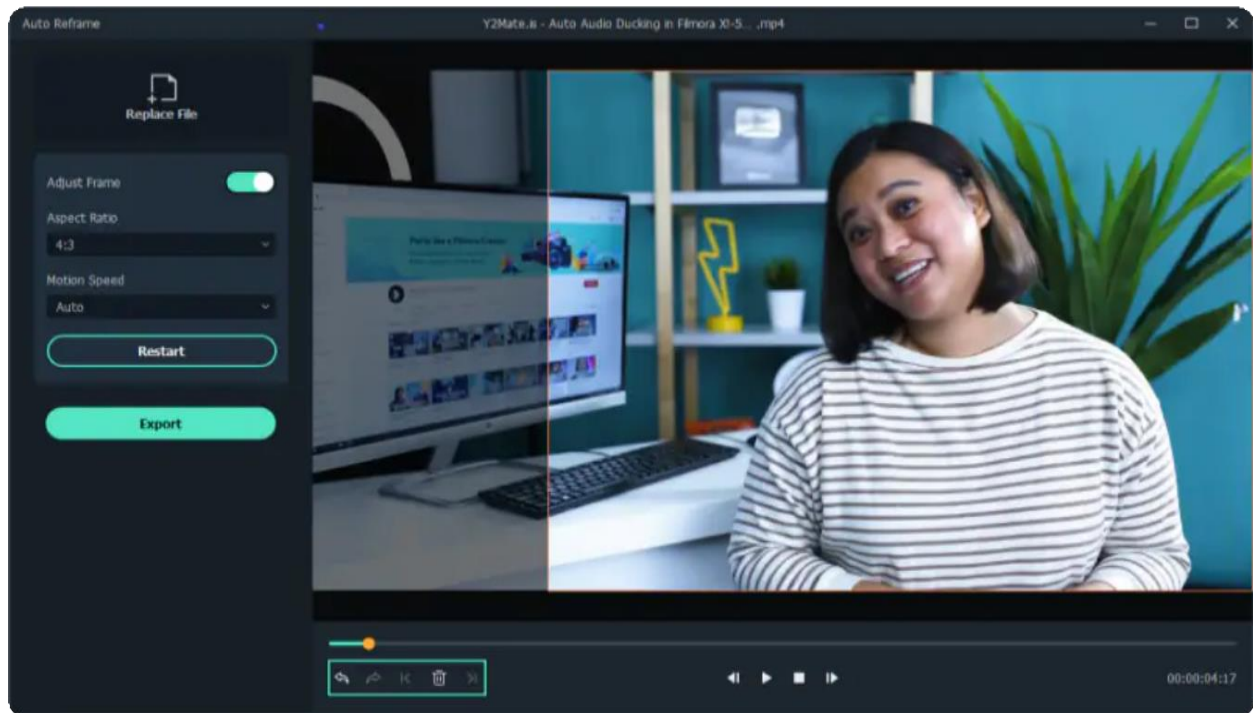 Auto Reframe
Y2Mate.is - Auto Audio Ducking in Filmora X!-5... .mp4
Replace File
Adjust Frame
Aspect Ratio
4:3
Motion Speed
Auto
Restart
Export
00:00:04:17